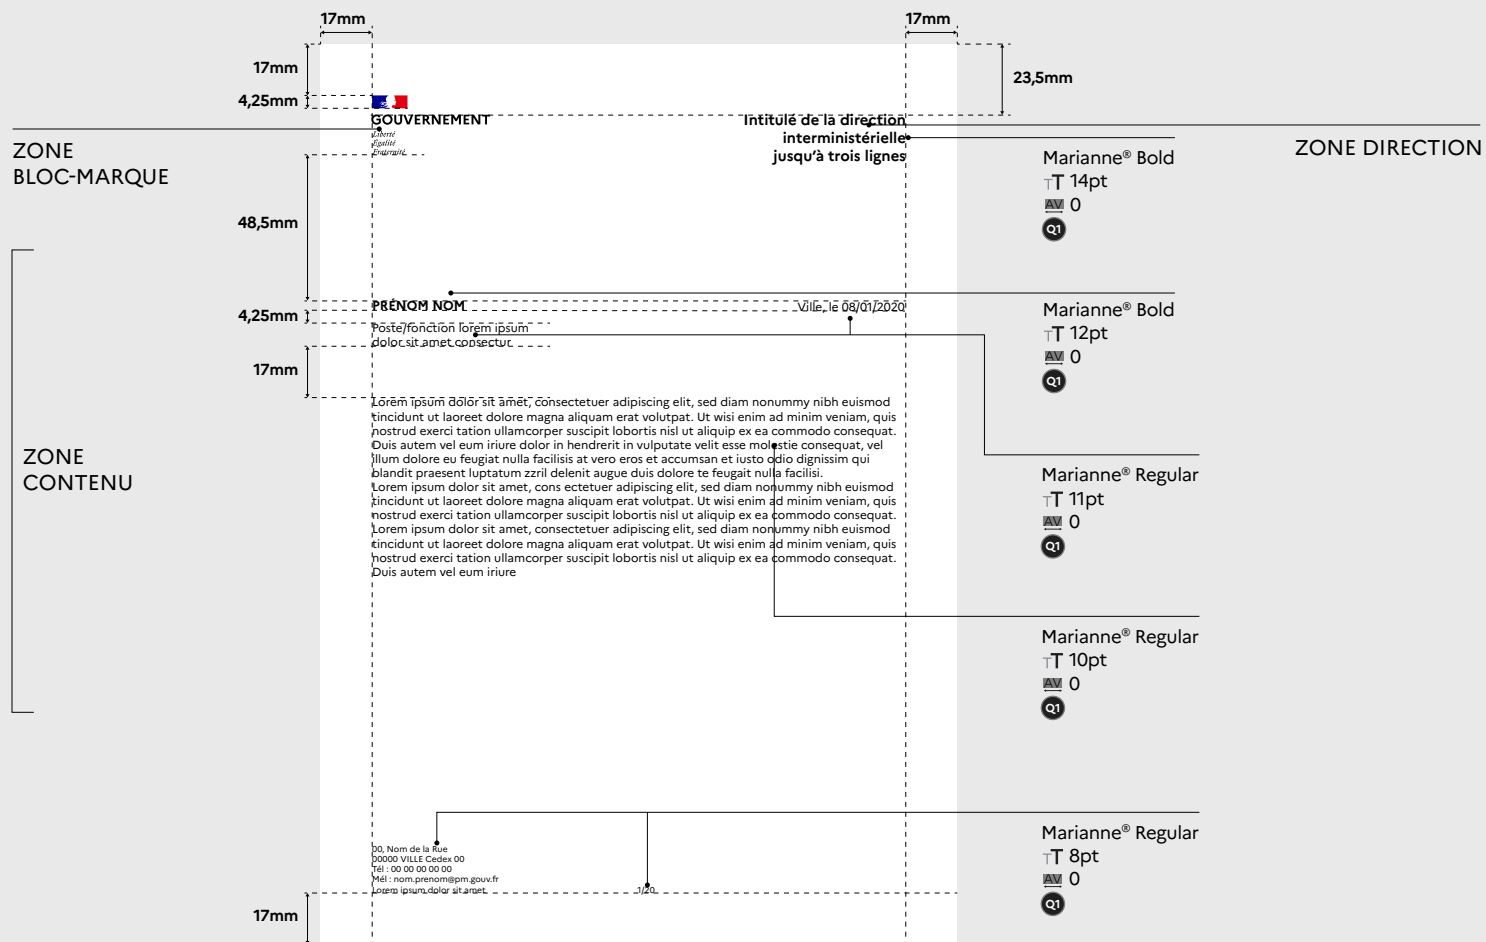 17mm
17mm
17mm
23,5mm
4,25mm
GOUVERNEMENT
Liberté
Égalité
Fraternité
Intitulé de la direction
interministérielle
jusqu'à trois lignes
ZONE
BLOC-MARQUE
ZONE DIRECTION
Marianne® Bold
TT 14pt
AV 0
Q1
48,5mm
PRÉNOM NOM
Ville, le 08/01/2020
4,25mm
Poste/fonction lorem ipsum
dolor sit amet consectur
17mm
Marianne® Bold
TT 12pt
AV 0
Q1
Lorem ipsum dolor sit amet, consectetuer adipiscing elit, sed diam nonummy nibh euismod
tincidunt ut laoreet dolore magna aliquam erat volutpat. Ut wisi enim ad minim veniam, quis
nostrud exerci tation ullamcorper suscipit lobortis nisl ut aliquip ex ea commodo consequat.
Duis autem vel eum iriure dolor in hendrerit in vulputate velit esse molestie consequat, vel
illum dolore eu feugiat nulla facilisis at vero eros et accumsan et iusto odio dignissim qui
blandit praesent luptatum zzril delenit augue duis dolore te feugait nulla facilisi.
Lorem ipsum dolor sit amet, cons ectetuer adipiscing elit, sed diam nonummy nibh euismod
tincidunt ut laoreet dolore magna aliquam erat volutpat. Ut wisi enim ad minim veniam, quis
nostrud exerci tation ullamcorper suscipit lobortis nisl ut aliquip ex ea commodo consequat.
Lorem ipsum dolor sit amet, consectetuer adipiscing elit, sed diam nonummy nibh euismod
tincidunt ut laoreet dolore magna aliquam erat volutpat. Ut wisi enim ad minim veniam, quis
nostrud exerci tation ullamcorper suscipit lobortis nisl ut aliquip ex ea commodo consequat.
Duis autem vel eum iriure
ZONE
CONTENU
Marianne® Regular
TT 11pt
AV 0
Q1
Marianne® Regular
TT 10pt
AV 0
Q1
00, Nom de la Rue
00000 VILLE Cedex 00
Tél : 00 00 00 00 00
Mél : nom.prenom@pm.gouv.fr
Lorem ipsum dolor sit amet
1/20
Marianne® Regular
TT 8pt
AV 0
Q1
17mm